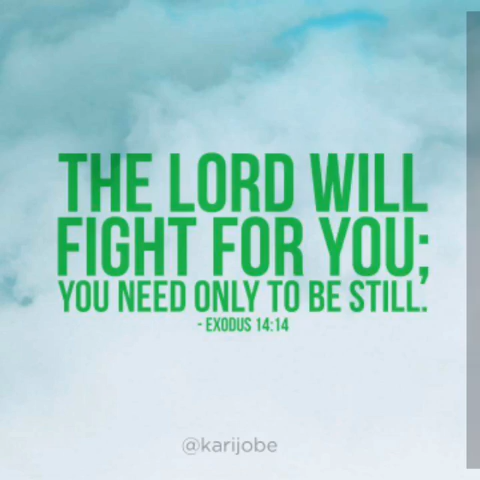 THE LORD WILL
FIGHT FOR YOU;
YOU NEED ONLY TO BE STILL.
- EXODUS 14:14
@karijobe